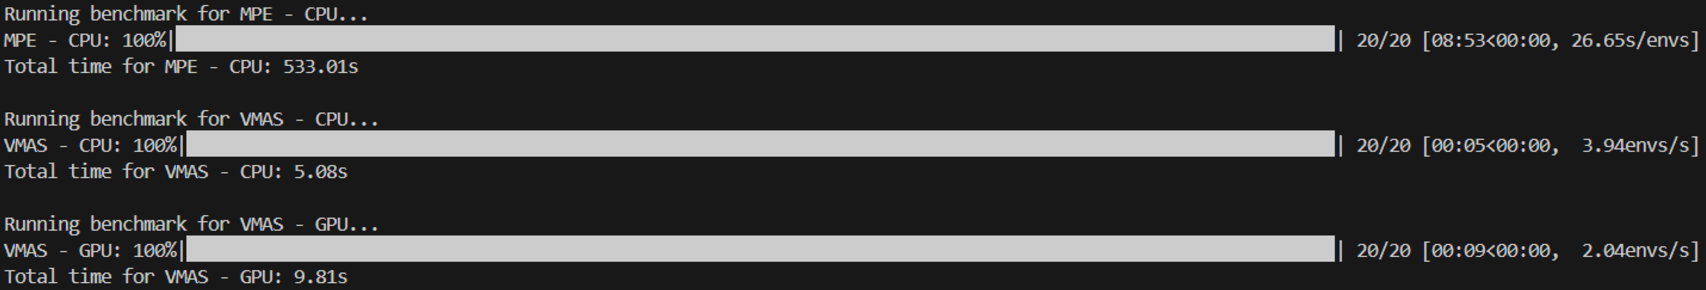 Running benchmark for MPE - CPU...
MPE - CPU: 100%| | 20/20 [08:53<00:00, 26.65s/envs]
Total time for MPE - CPU: 533.01s
Running benchmark for VMAS - CPU...
VMAS - CPU: 100%| | 20/20 [00:05<00:00, 3.94envs/s]
Total time for VMAS - CPU: 5.08s
Running benchmark for VMAS - GPU...
VMAS - GPU: 100%| | 20/20 [00:09<00:00, 2.04envs/s]
Total time for VMAS - GPU: 9.81s